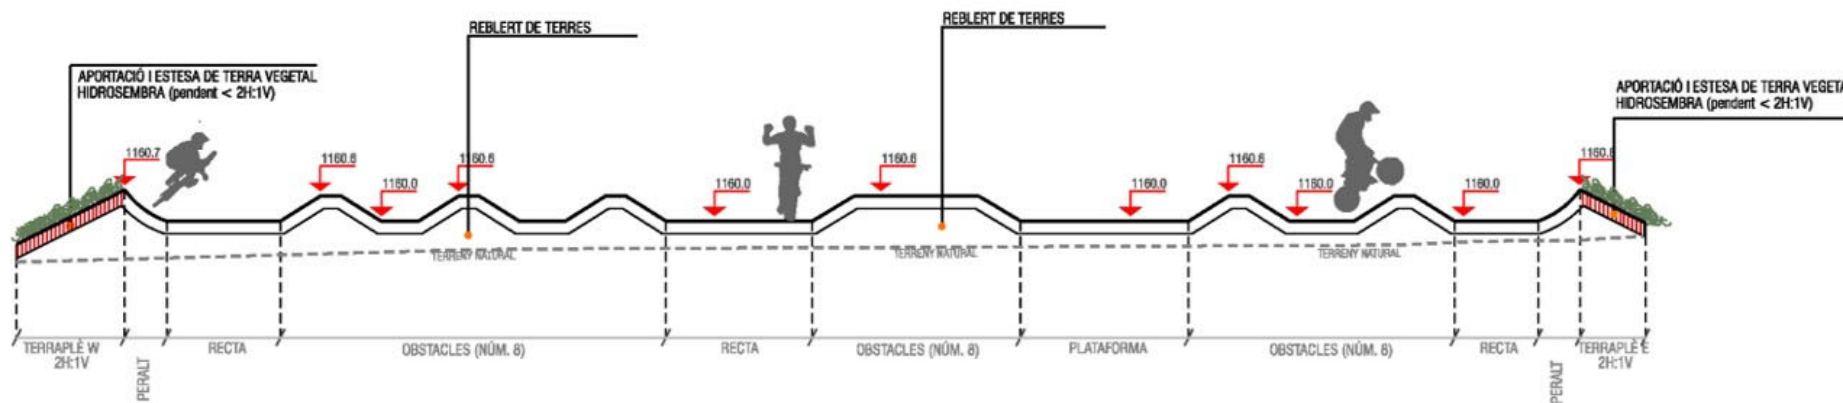 REBLERT DE TERRES
REBLERT DE TERRES
APORTACIÓ I ESTESA DE TERRA VEGETAL
HIDROSEMBRA (pendent < 2H:1V)
APORTACIÓ I ESTESA DE TERRA VEGETA
HIDROSEMBRA (pendent < 2H:1V)
1160.7
1160.6
1160.0
1160.6
1160.0
1160.6
1160.0
1160.6
1160.0
1160.0
1160.6
TERRENY NATURAL
TERRENY NATURAL
TERRENY NATURAL
TERRAPLÈ W
2H:1V
PERALT
RECTA
OBSTACLES (NÚM. 8)
RECTA
OBSTACLES (NÚM. 8)
PLATAFORMA
OBSTACLES (NÚM. 8)
RECTA
PERALT
TERRAPLÈ E
2H:1V